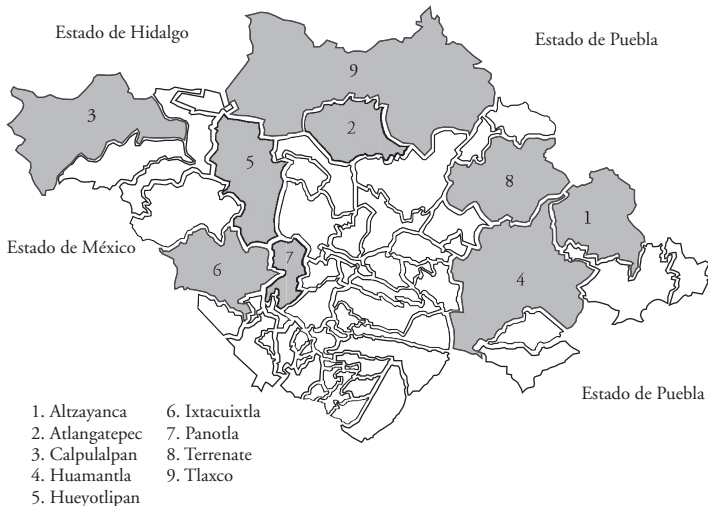 Estado de Hidalgo
Estado de Puebla
9
3
2
5
8
1
Estado de México
6
7
4
Estado de Puebla
1. Altzayanca
2. Atlangatepec
3. Calpulalpan
4. Huamantla
5. Hueyotlipan
6. Ixtacuixtla
7. Panotla
8. Terrenate
9. Tlaxco